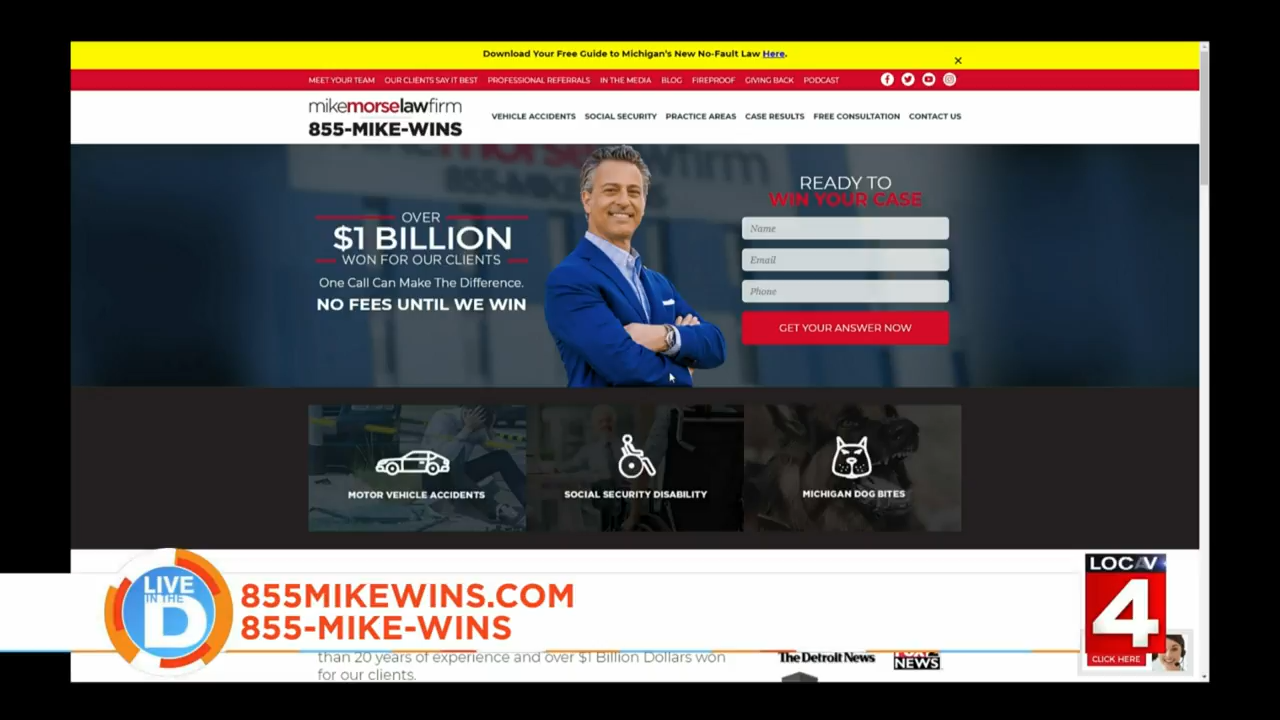 Download Your Free Guide to Michigan's New No-Fault Law Here.
MEET YOUR TEAM OUR CLIENTS SAY IT BEST PROFESSIONAL REFERRALS IN THE MEDIA BLOG FIREPROOF GIVING BACK PODCAST
mikemorselawfirm
855-MIKE-WINS
VEHICLE ACCIDENTS SOCIAL SECURITY PRACTICE AREAS CASE RESULTS FREE CONSULTATION CONTACT US
OVER
$1 BILLION
WON FOR OUR CLIENTS
One Call Can Make The Difference.
NO FEES UNTIL WE WIN
READY TO
WIN YOUR CASE
Name
Email
Phone
GET YOUR ANSWER NOW
MOTOR VEHICLE ACCIDENTS
SOCIAL SECURITY DISABILITY
MICHIGAN DOG BITES
LIVE
IN THE
D
855MIKEWINS.COM
855-MIKE-WINS
LOCAL
4
CLICK HERE
than 20 years of experience and over $1 Billion Dollars won
for our clients.
The Detroit News
NEWS